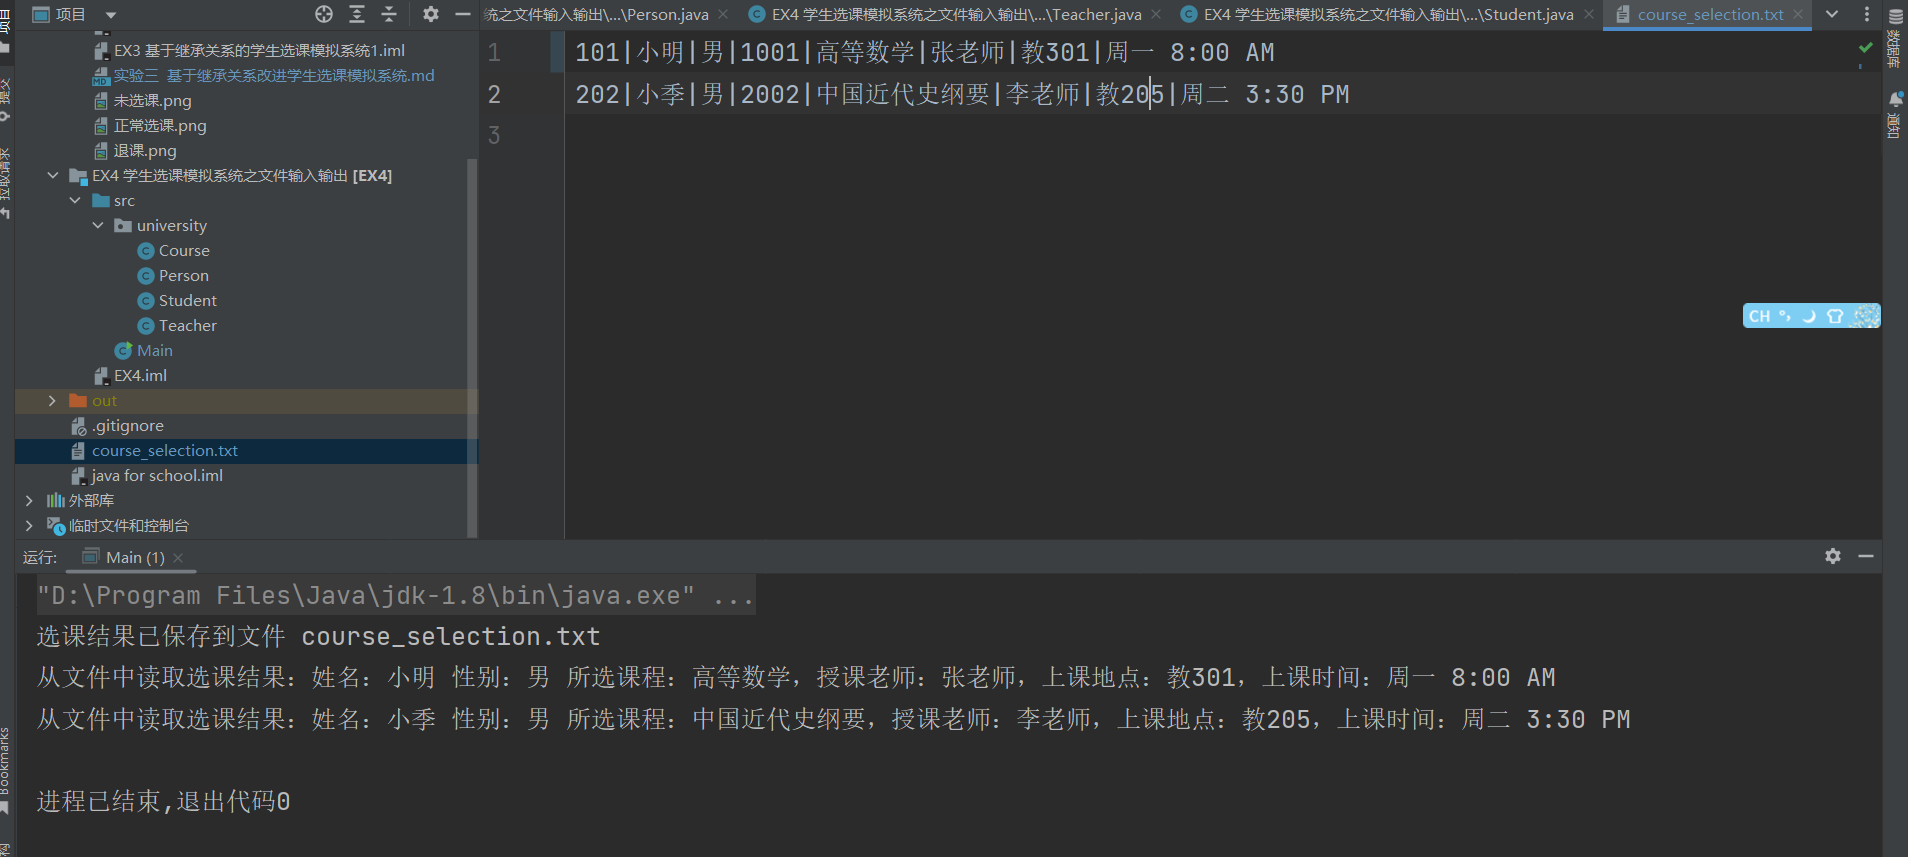 项目
统之文件输入输出\...\Person.java
EX4 学生选课模拟系统之文件输入输出\...\Teacher.java
EX4 学生选课模拟系统之文件输入输出\...\Student.java
course_selection.txt
项目
提交
拉取请求
EX3 基于继承关系的学生选课模拟系统1.iml
实验三 基于继承关系改进学生选课模拟系统.md
未选课.png
正常选课.png
退课.png
EX4 学生选课模拟系统之文件输入输出 [EX4]
src
university
Course
Person
Student
Teacher
Main
EX4.iml
out
.gitignore
course_selection.txt
java for school.iml
外部库
临时文件和控制台
1 101|小明|男|1001|高等数学|张老师|教301|周一 8:00 AM
2 202|小季|男|2002|中国近代史纲要|李老师|教205|周二 3:30 PM
3
数据库
通知
CH °,
运行:
Main (1)
"D:\Program Files\Java\jdk-1.8\bin\java.exe" ...
选课结果已保存到文件 course_selection.txt
从文件中读取选课结果：姓名：小明 性别：男 所选课程：高等数学，授课老师：张老师，上课地点：教301，上课时间：周一 8:00 AM
从文件中读取选课结果：姓名：小季 性别：男 所选课程：中国近代史纲要，授课老师：李老师，上课地点：教205，上课时间：周二 3:30 PM
进程已结束,退出代码0
Bookmarks